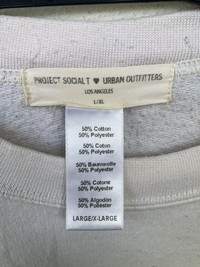 PROJECT SOCIAL T ♥ URBAN OUTFITTERS
LOS ANGELES
L/XL
50% Cotton
50% Polyester
50% Coton
50% Polyester
50% Baumwolle
50% Polyester
50% Cotone
50% Poliestere
50% Algodón
50% Poliéster
LARGE/X-LARGE